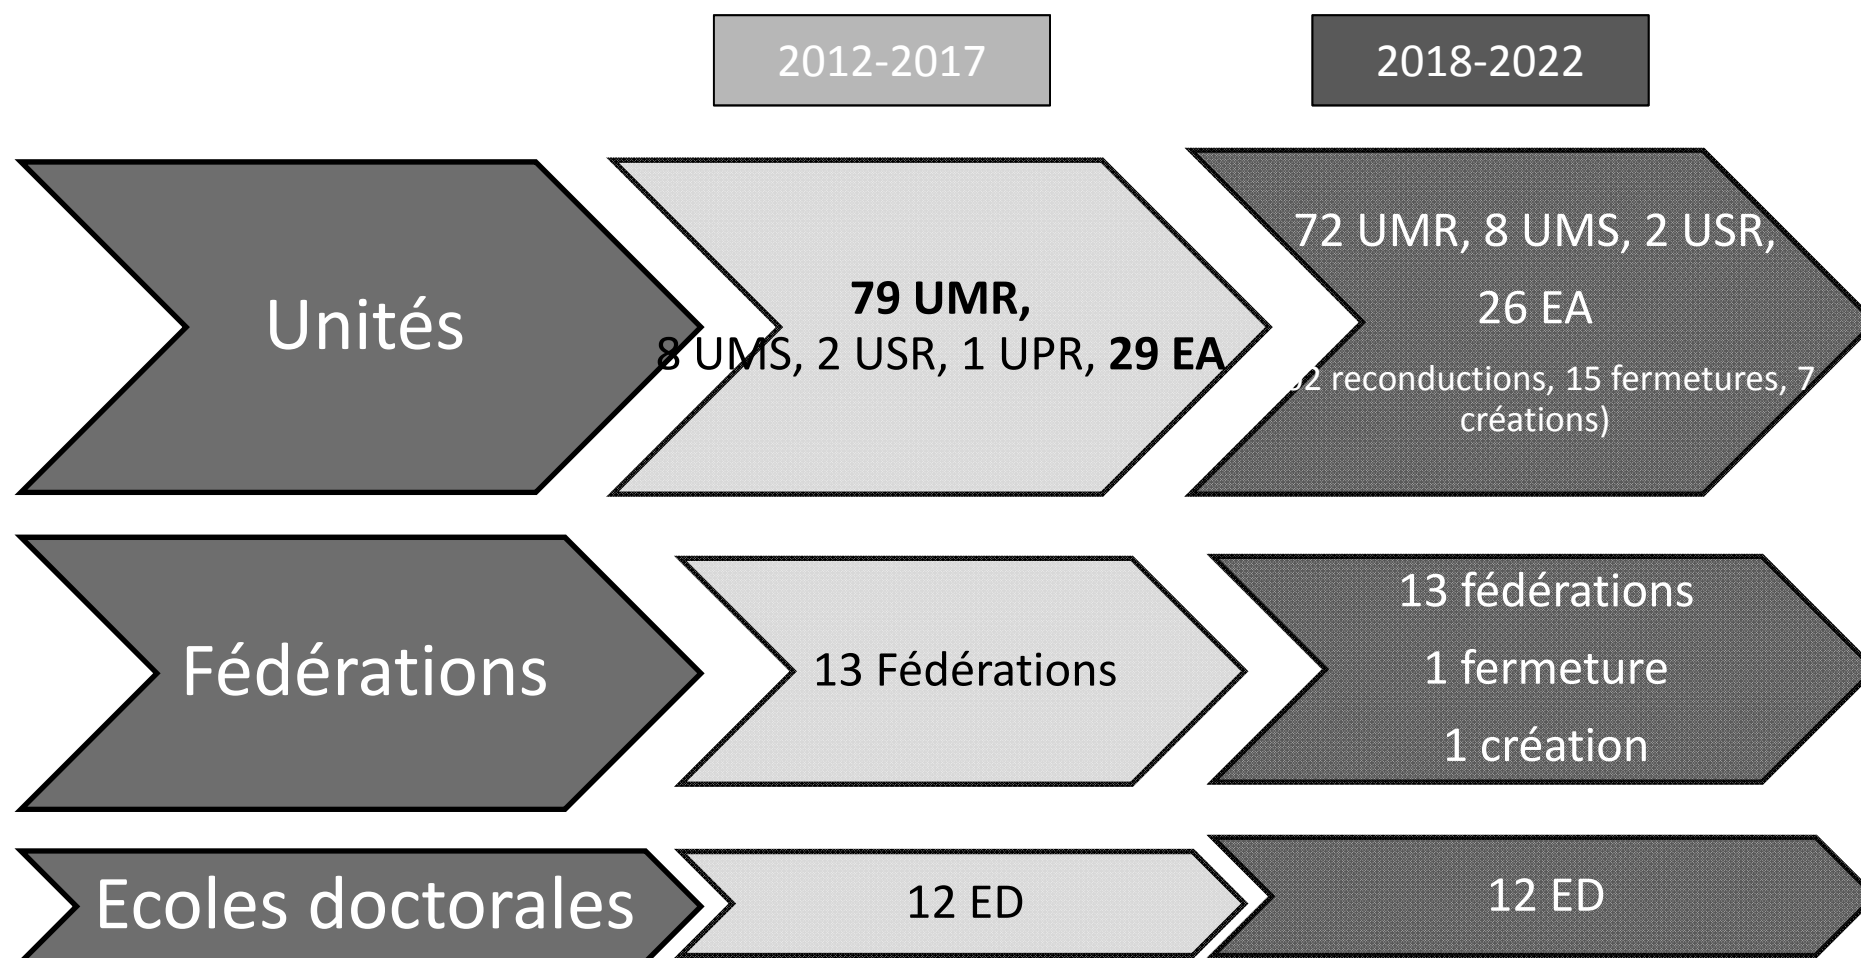 2012-2017
2018-2022
Unités
79 UMR,
8 UMS, 2 USR, 1 UPR, 29 EA
72 UMR, 8 UMS, 2 USR,
26 EA
reconductions, 15 fermetures, 7
créations)
Fédérations
13 Fédérations
13 fédérations
1 fermeture
1 création
Ecoles doctorales
12 ED
12 ED